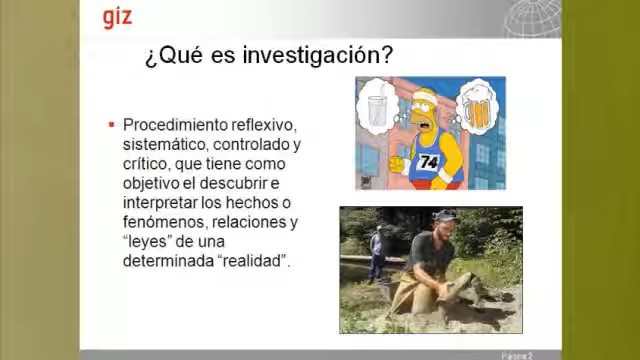 giz
¿Qué es investigación?
Procedimiento reflexivo,
sistemático, controlado y
crítico, que tiene como
objetivo el descubrir e
interpretar los hechos o
fenómenos, relaciones y
“leyes” de una
determinada “realidad”.
74
Página 2